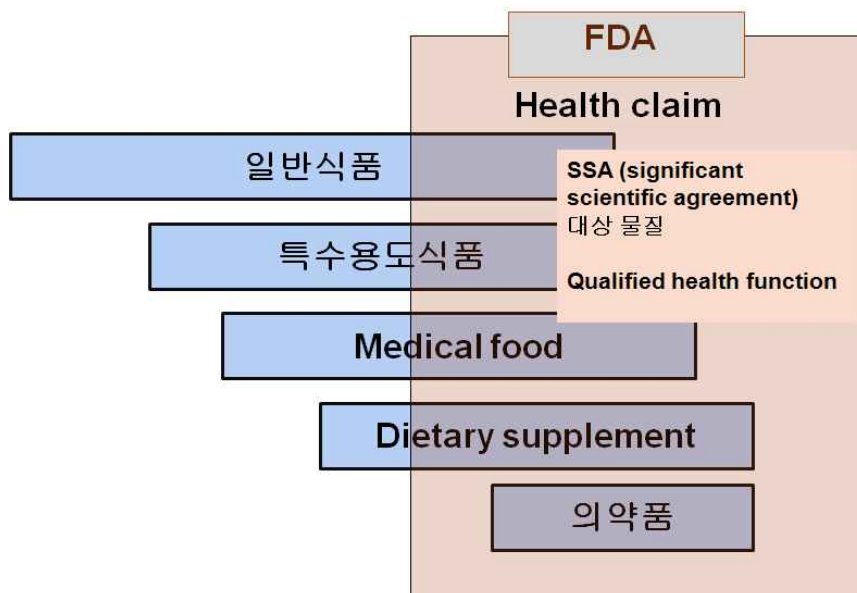 FDA
Health claim
일반식품
SSA (significant
scientific agreement)
대상 물질
특수용도식품
Qualified health function
Medical food
Dietary supplement
의약품